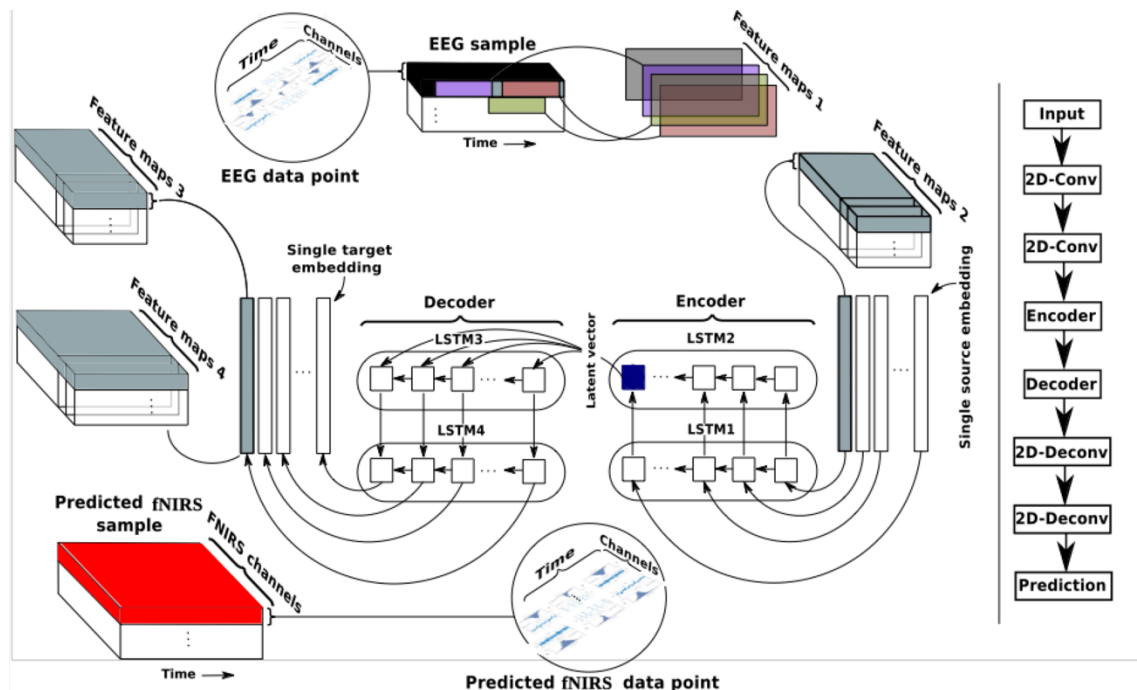 Time
Channels
EEG sample
Feature maps 1
EEG data point
Time
Feature maps 3
Feature maps 2
Single target
embedding
Feature maps 4
Decoder
Encoder
LSTM3
LSTM2
Latent vector
LSTM4
LSTM1
Single source embedding
Predicted fNIRS
sample
FNIRS channels
Time
Time
Channels
Predicted fNIRS data point
Input
2D-Conv
2D-Conv
Encoder
Decoder
2D-Deconv
2D-Deconv
Prediction